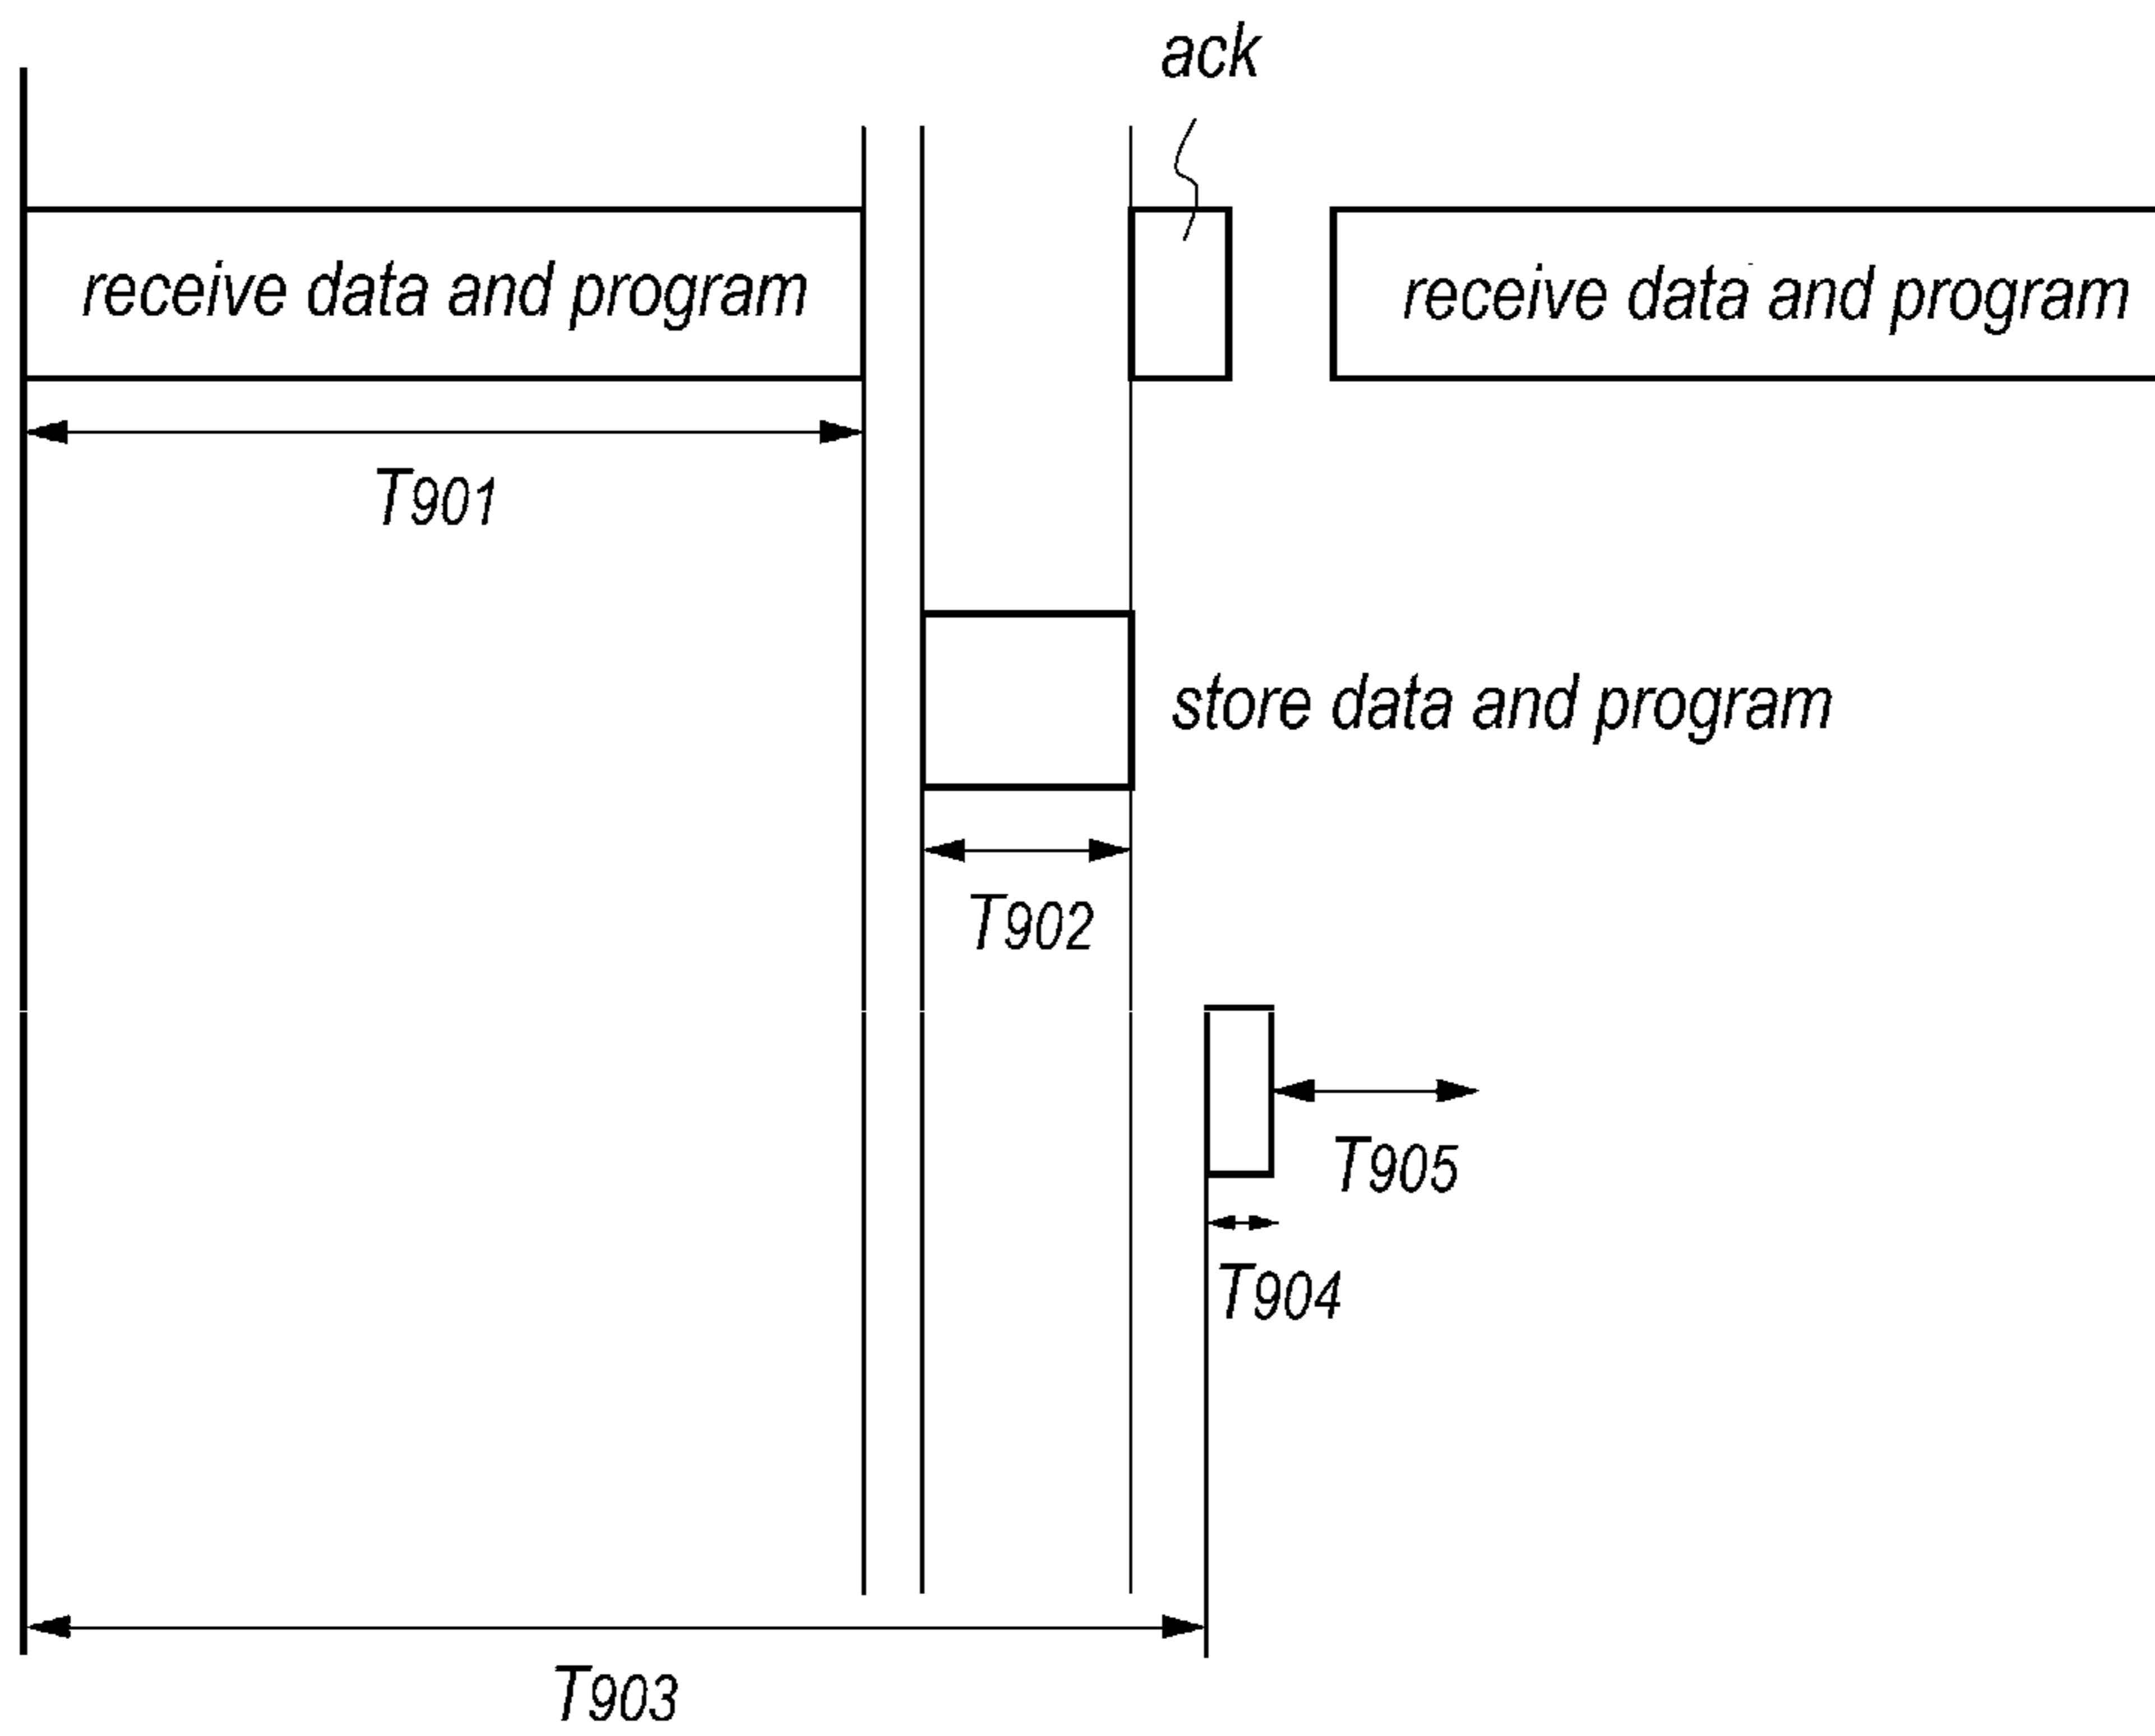 ack
receive data and program
receive data and program
T901
store data and program
T902
T905
T904
T903